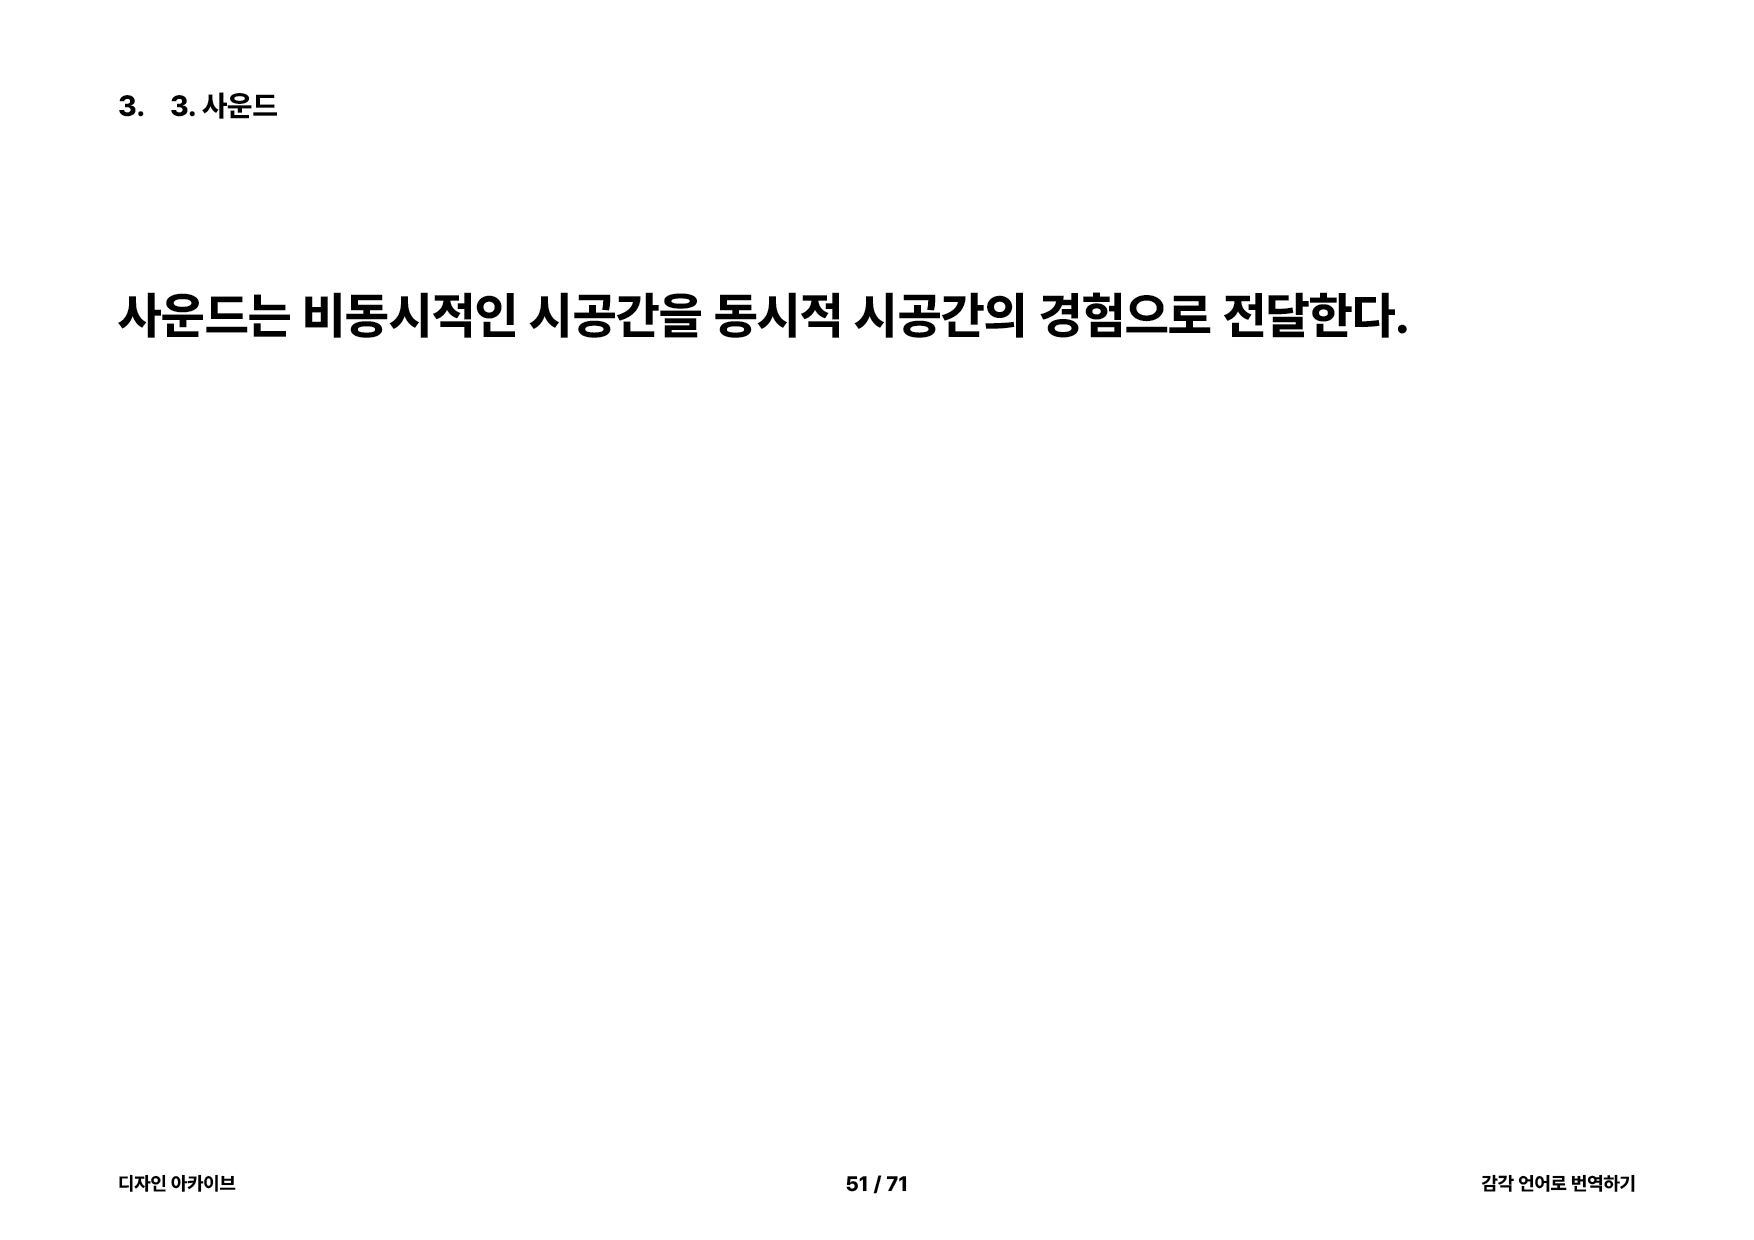 3. 3. 사운드
사운드는 비동시적인 시공간을 동시적 시공간의 경험으로 전달한다.
디자인 아카이브
51 / 71
감각 언어로 번역하기